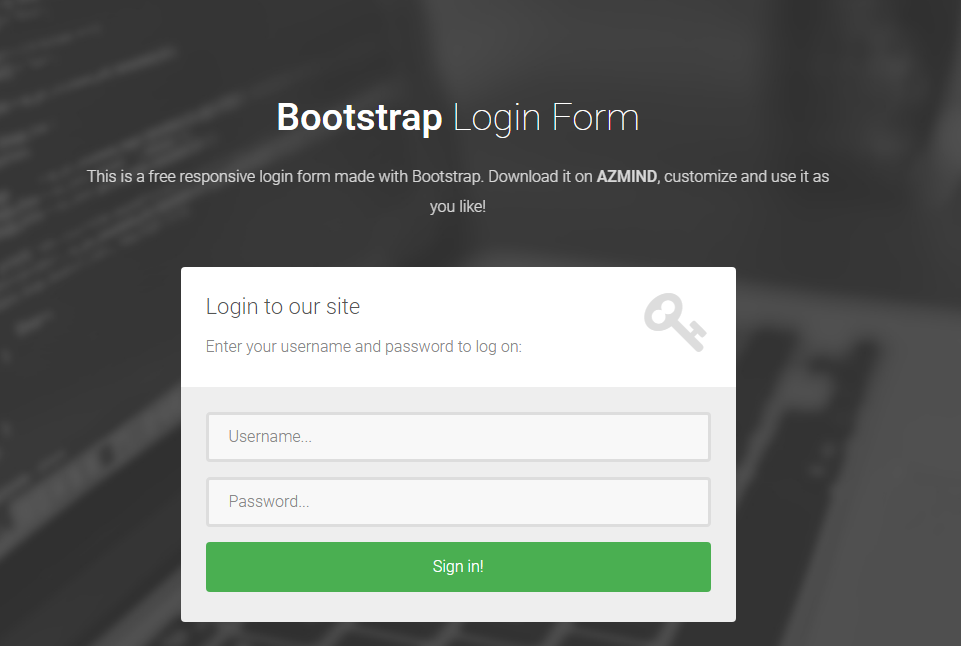 Bootstrap Login Form
This is a free responsive login form made with Bootstrap. Download it on AZMIND, customize and use it as
you like!
Login to our site
Enter your username and password to log on:
Username...
Password...
Sign in!